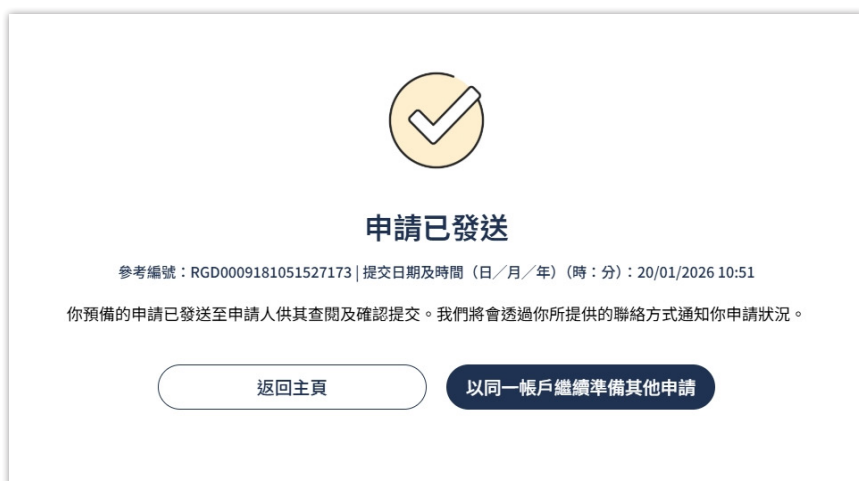 申請已發送
參考編號：RGD0009181051527173 | 提交日期及時間（日／月／年）（時：分）：20/01/2026 10:51
你預備的申請已發送至申請人供其查閱及確認提交。我們將會透過你所提供的聯絡方式通知你申請狀況。
返回主頁
以同一帳戶繼續準備其他申請